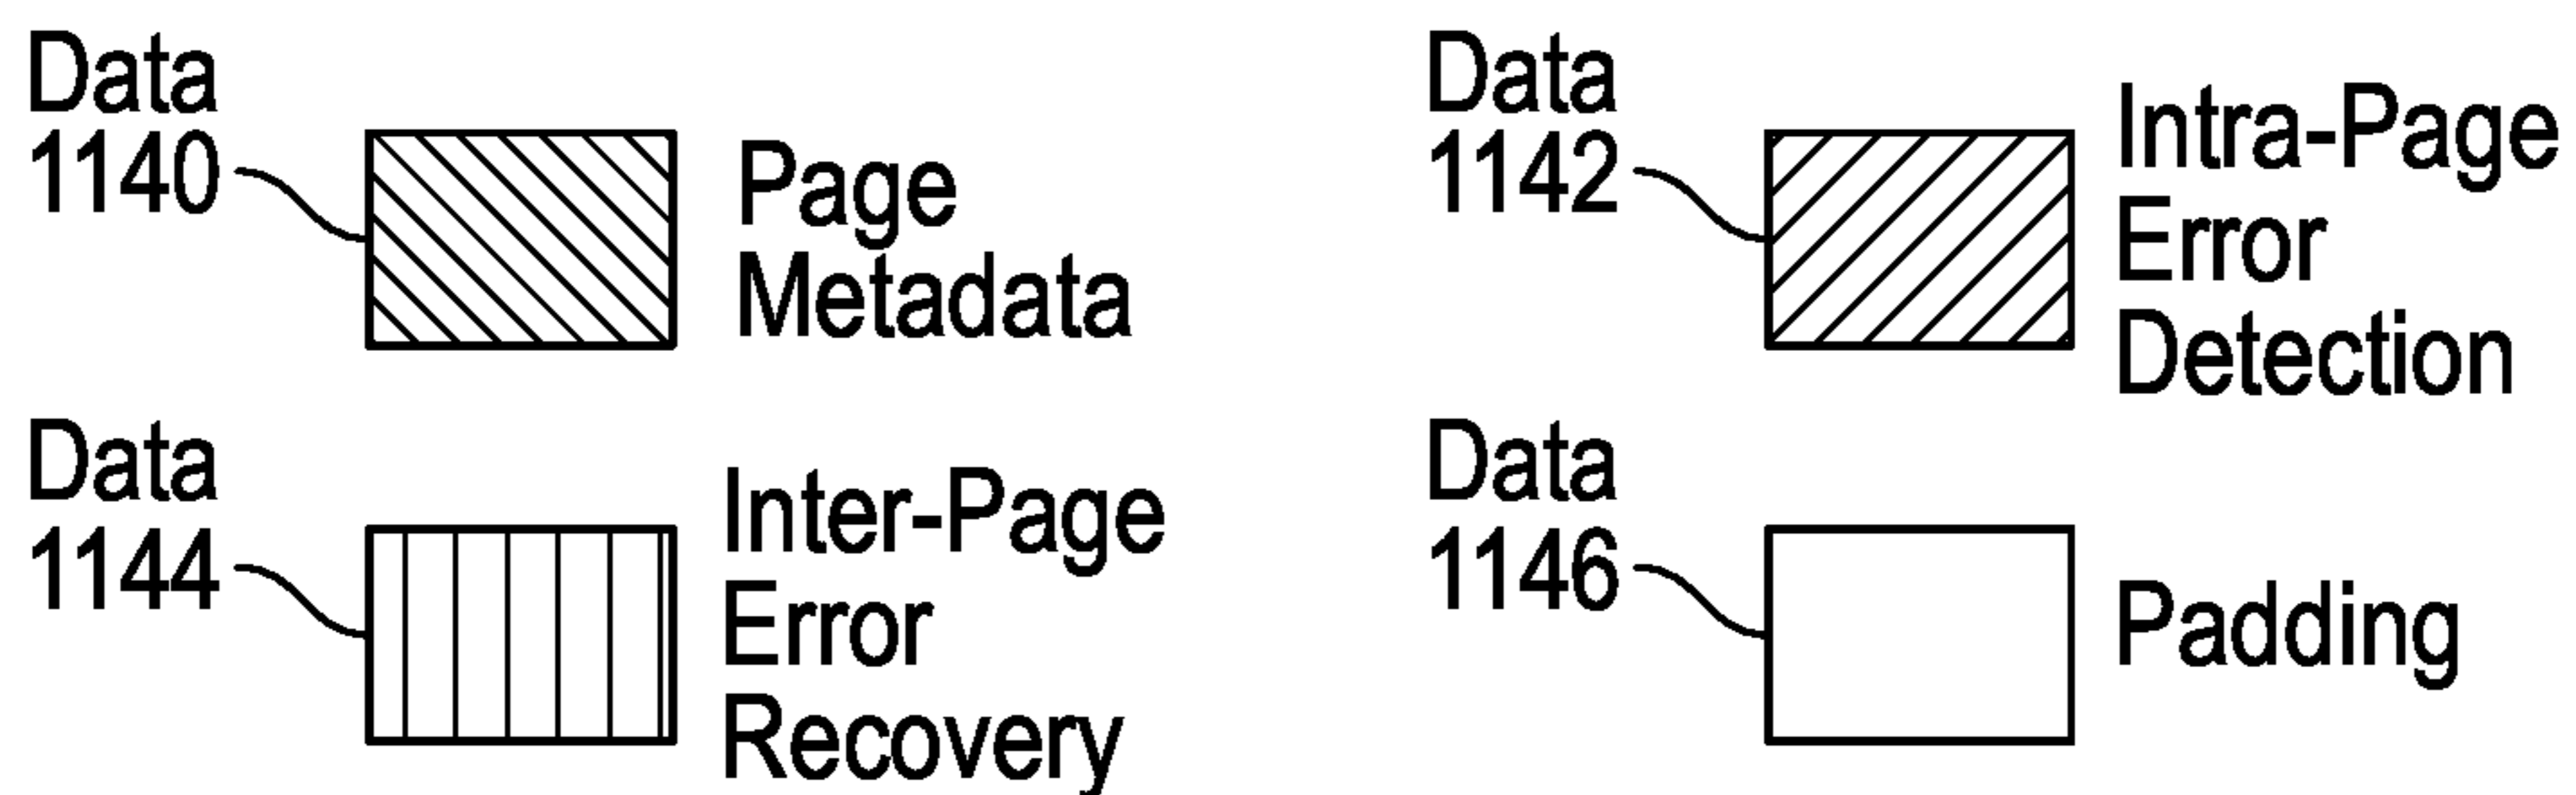 Data
1140
Page
Metadata
Data
1142
Intra-Page
Error
Detection
Data
1144
Inter-Page
Error
Recovery
Data
1146
Padding